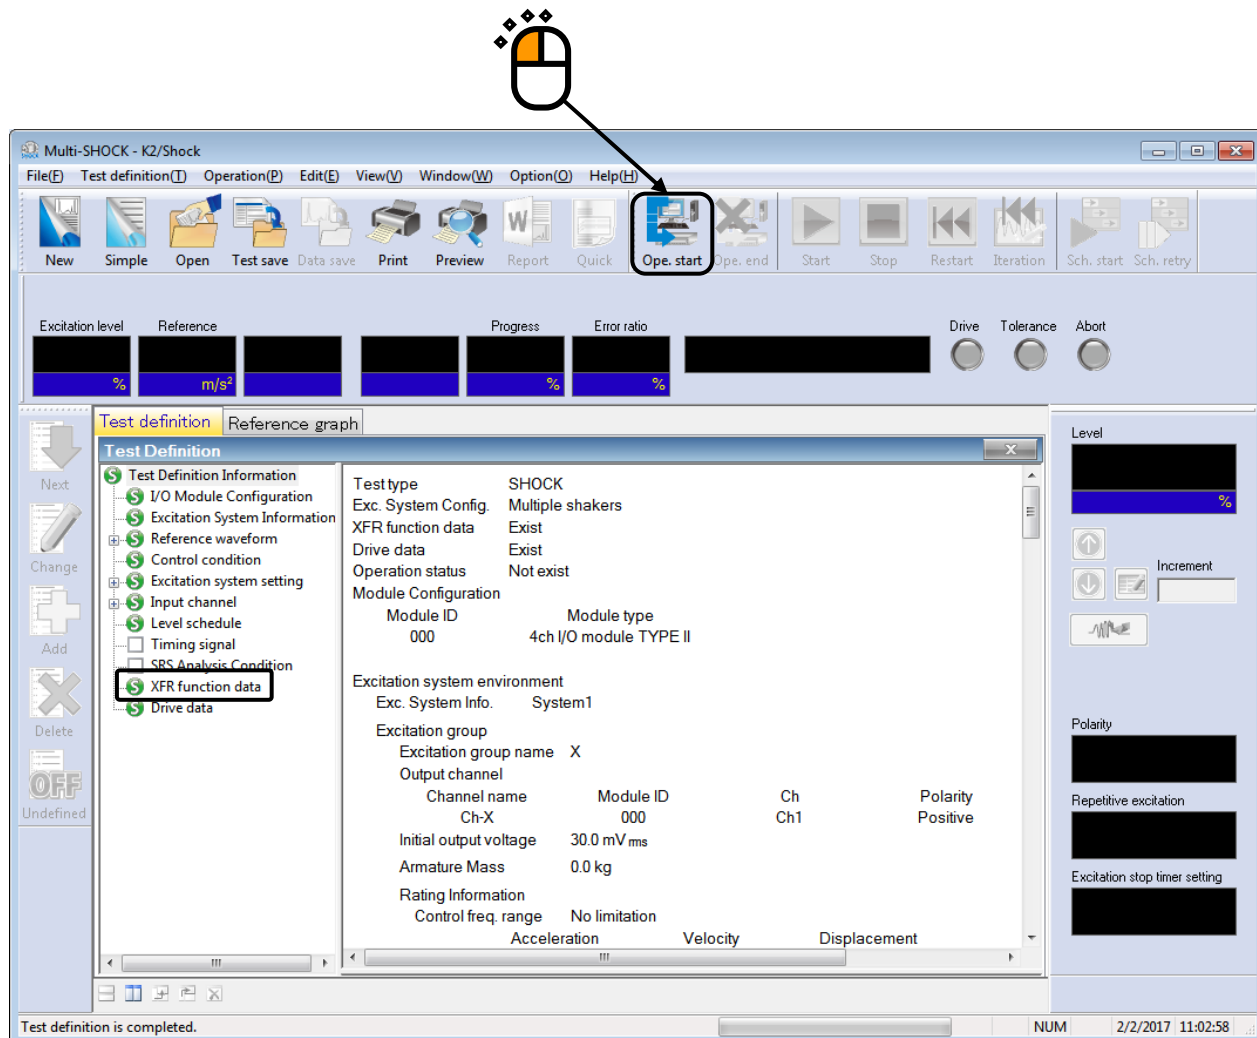 Multi-SHOCK - K2/Shock
File(F) Test definition(T) Operation(P) Edit(E) View(V) Window(W) Option(O) Help(H)
New Simple Open Test save Data save Print Preview Report Quick Ope. start Ope. end Start Stop Restart Iteration Sch. start Sch. retry
Excitation level Reference Progress Error ratio Drive Tolerance Abort
% m/s² % %
Test definition Reference graph
Test Definition
Next
Change
Add
Delete
OFF
Undefined
Test Definition Information
I/O Module Configuration
Excitation System Information
Reference waveform
Control condition
Excitation system setting
Input channel
Level schedule
Timing signal
SRS Analysis Condition
XFR function data
Drive data
Test type SHOCK
Exc. System Config. Multiple shakers
XFR function data Exist
Drive data Exist
Operation status Not exist
Module Configuration
Module ID Module type
000 4ch I/O module TYPE II
Excitation system environment
Exc. System Info. System1
Excitation group
Excitation group name X
Output channel
Channel name Module ID Ch Polarity
Ch-X 000 Ch1 Positive
Initial output voltage 30.0 mV rms
Armature Mass 0.0 kg
Rating Information
Control freq. range No limitation
Acceleration Velocity Displacement
Level
%
Increment
Polarity
Repetitive excitation
Excitation stop timer setting
Test definition is completed. NUM 2/2/2017 11:02:58